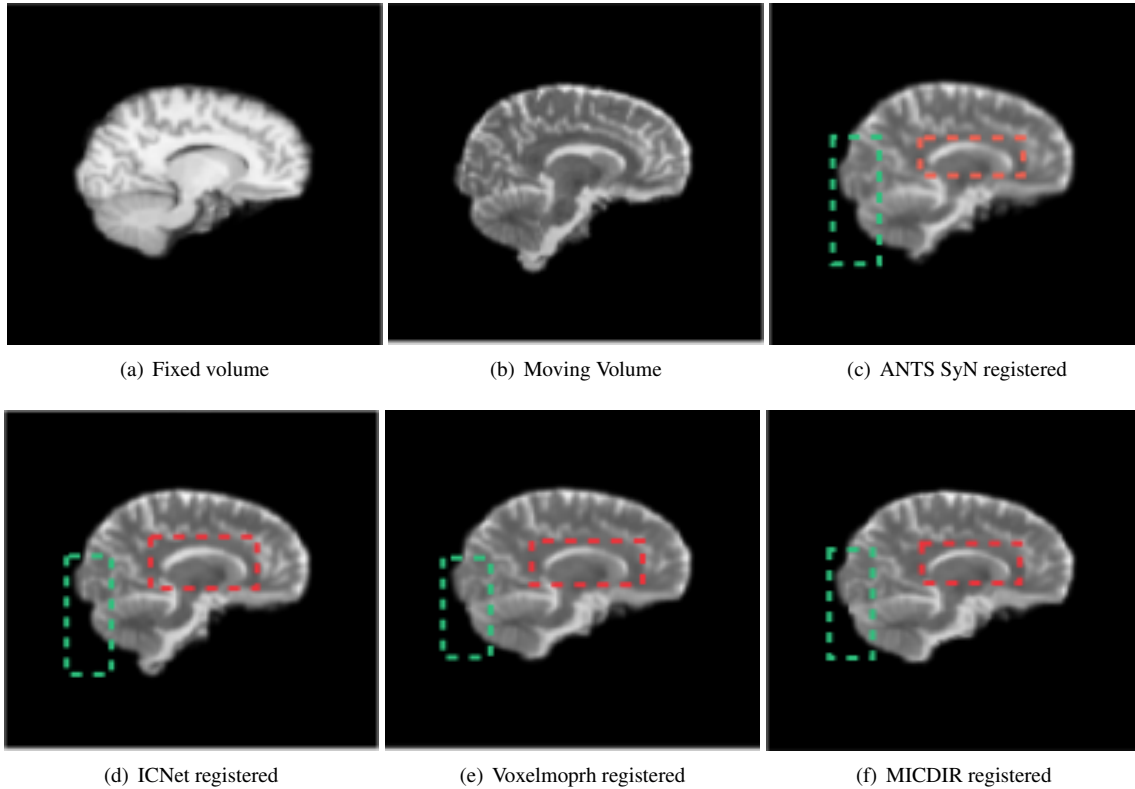 (a) Fixed volume
(b) Moving Volume
(c) ANTS SyN registered
(d) ICNet registered
(e) Voxelmoprh registered
(f) MICDIR registered